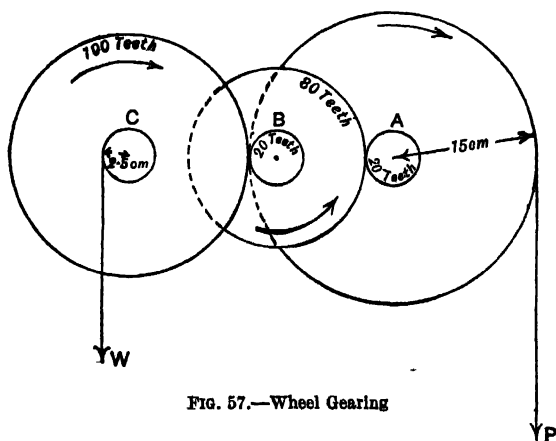 100 Teeth
80 Teeth
C
B
A
20 Teeth
20 Teeth
15cm
W
FIG. 57.—Wheel Gearing
P